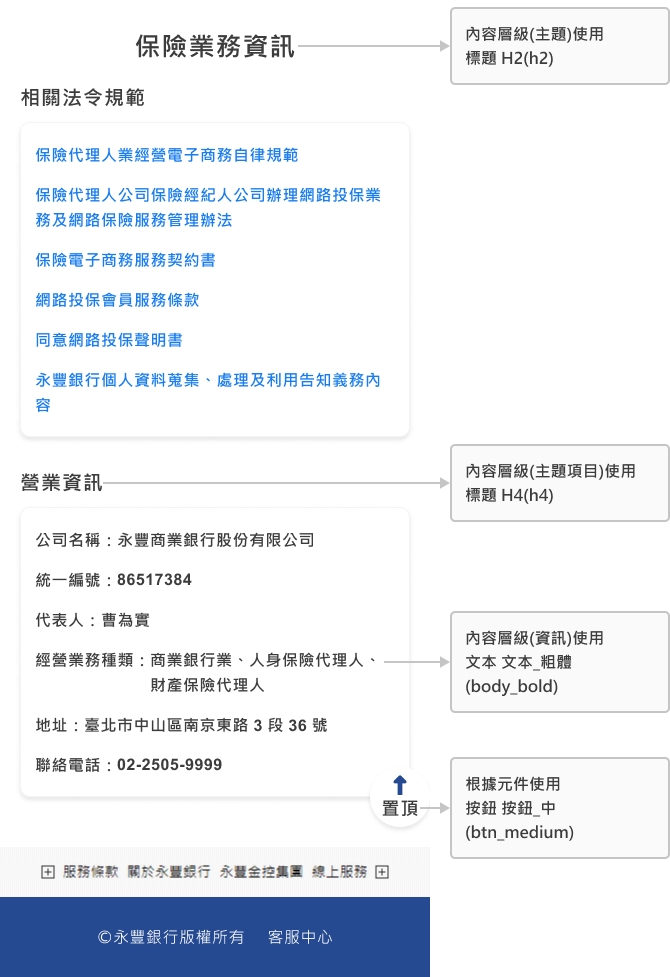 保險業務資訊
內容層級(主題)使用
標題 H2(h2)
相關法令規範
保險代理人業經營電子商務自律規範
保險代理人公司保險經紀人公司辦理網路投保業
務及網路保險服務管理辦法
保險電子商務服務契約書
網路投保會員服務條款
同意網路投保聲明書
永豐銀行個人資料蒐集、處理及利用告知義務內
容
營業資訊
內容層級(主題項目)使用
標題 H4(h4)
公司名稱：永豐商業銀行股份有限公司
統一編號：86517384
代表人：曹為實
經營業務種類：商業銀行業、人身保險代理人、
財產保險代理人
內容層級(資訊)使用
文本 文本_粗體
(body_bold)
地址：臺北市中山區南京東路 3 段 36 號
聯絡電話：02-2505-9999
置頂
根據元件使用
按鈕 按鈕_中
(btn_medium)
服務條款 關於永豐銀行 永豐金控集團 線上服務
©永豐銀行版權所有 客服中心